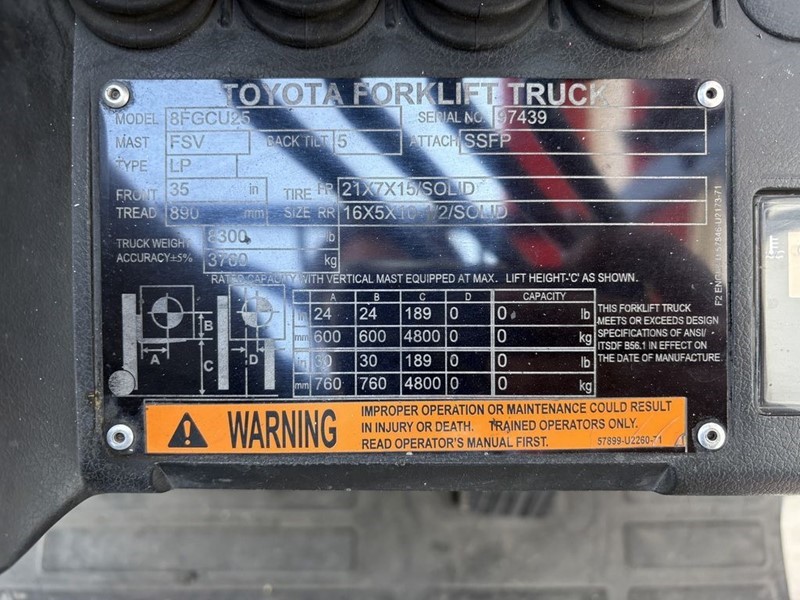 TOYOTA FORKLIFT TRUCK
MODEL 8FGCU25 SERIAL NO. 97439
MAST FSV BACK TILT 5 ATTACH SSFP
TYPE LP
FRONT 35 in TIRE FR 21X7X15/SOLID
TREAD 890 mm SIZE RR 16X5X10-1/2/SOLID
TRUCK WEIGHT 8300 lb
ACCURACY±5% 3700 kg
RATED CAPACITY WITH VERTICAL MAST EQUIPPED AT MAX. LIFT HEIGHT-'C' AS SHOWN.
A B C D CAPACITY
in 24 24 189 0 0 lb
mm 600 600 4800 0 0 kg
in 30 30 189 0 0 lb
mm 760 760 4800 0 0 kg
A B C D
THIS FORKLIFT TRUCK
MEETS OR EXCEEDS DESIGN
SPECIFICATIONS OF ANSI/
ITSDF B56.1 IN EFFECT ON
THE DATE OF MANUFACTURE.
WARNING
IMPROPER OPERATION OR MAINTENANCE COULD RESULT
IN INJURY OR DEATH. TRAINED OPERATORS ONLY.
READ OPERATOR'S MANUAL FIRST. 57899-U2260-71